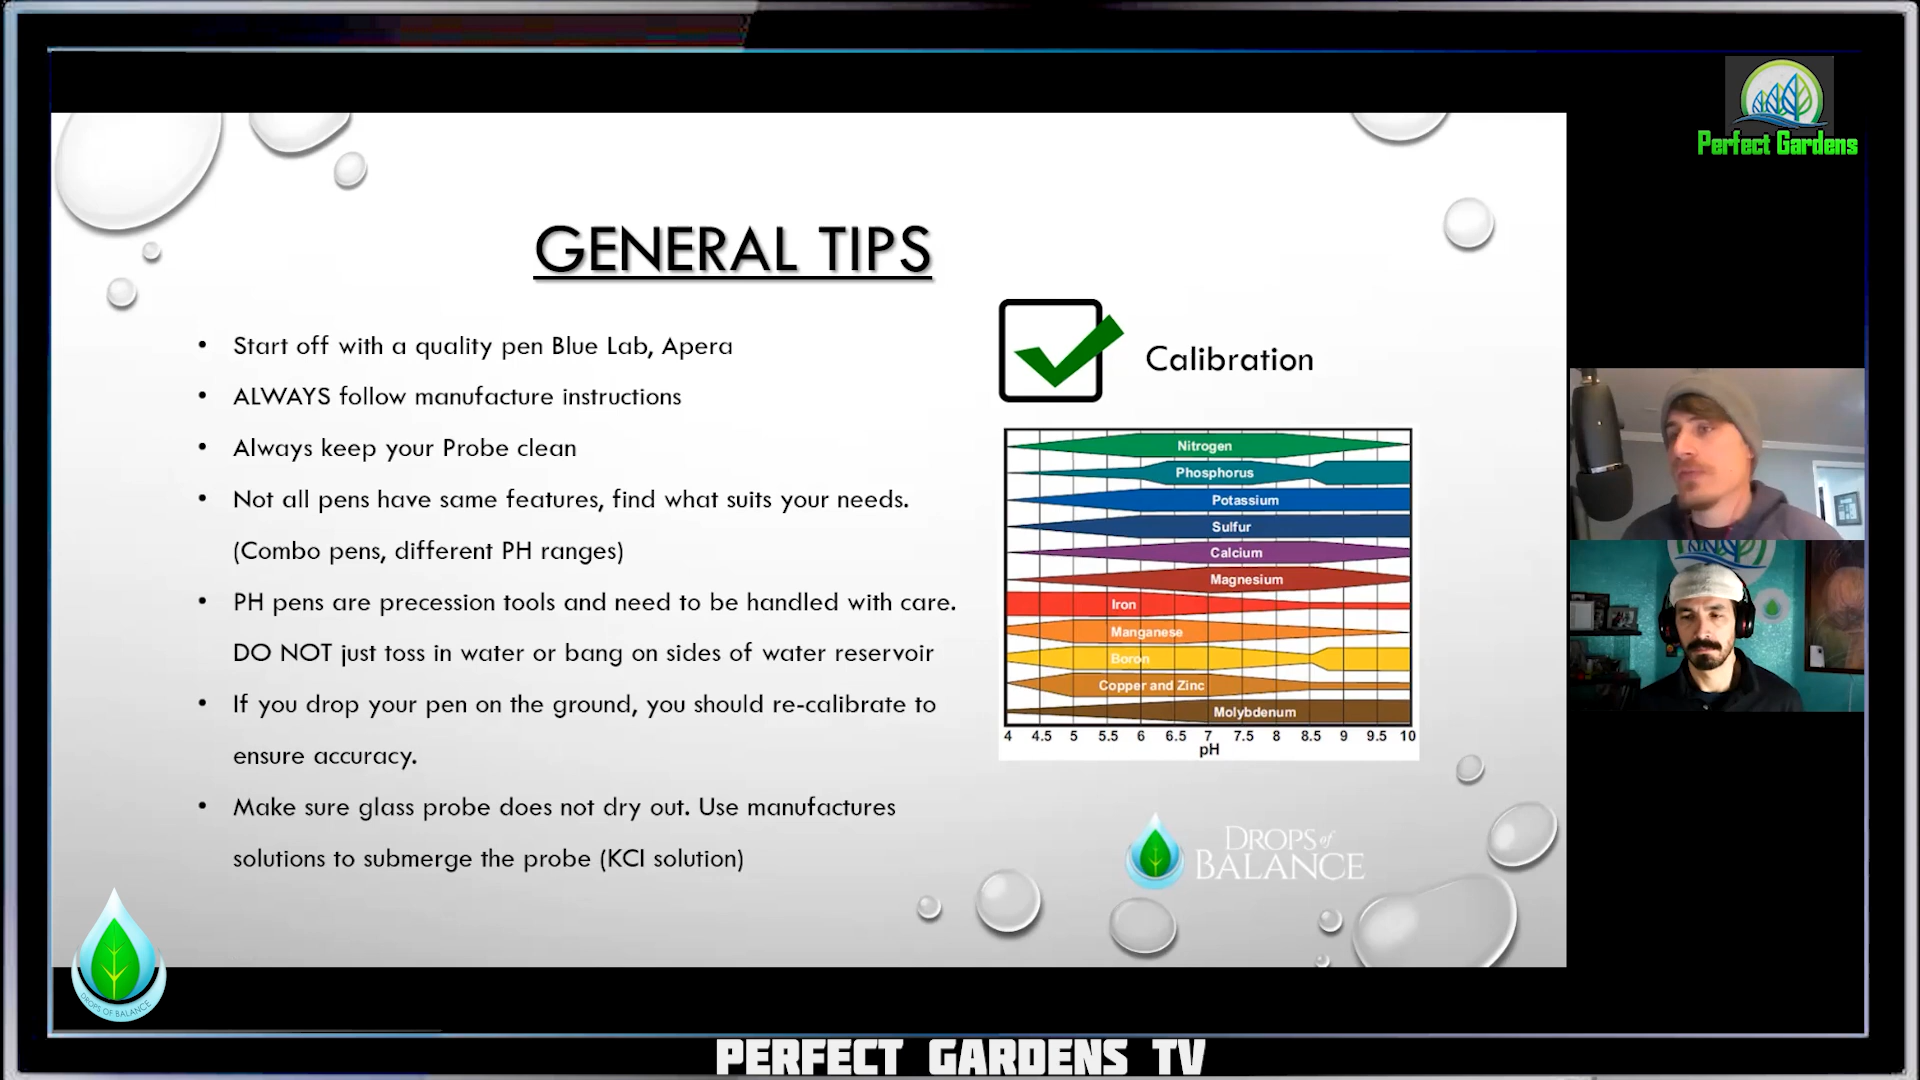 Perfect Gardens
GENERAL TIPS
• Start off with a quality pen Blue Lab, Apera
• ALWAYS follow manufacture instructions
• Always keep your Probe clean
• Not all pens have same features, find what suits your needs.
(Combo pens, different PH ranges)
• PH pens are precession tools and need to be handled with care.
DO NOT just toss in water or bang on sides of water reservoir
• If you drop your pen on the ground, you should re-calibrate to
ensure accuracy.
• Make sure glass probe does not dry out. Use manufactures
solutions to submerge the probe (KCI solution)
Calibration
Nitrogen
Phosphorus
Potassium
Sulfur
Calcium
Magnesium
Iron
Manganese
Boron
Copper and Zinc
Molybdenum
4 4.5 5 5.5 6 6.5 7 7.5 8 8.5 9 9.5 10
pH
DROPS of
BALANCE
DROPS OF BALANCE
PERFECT GARDENS TV